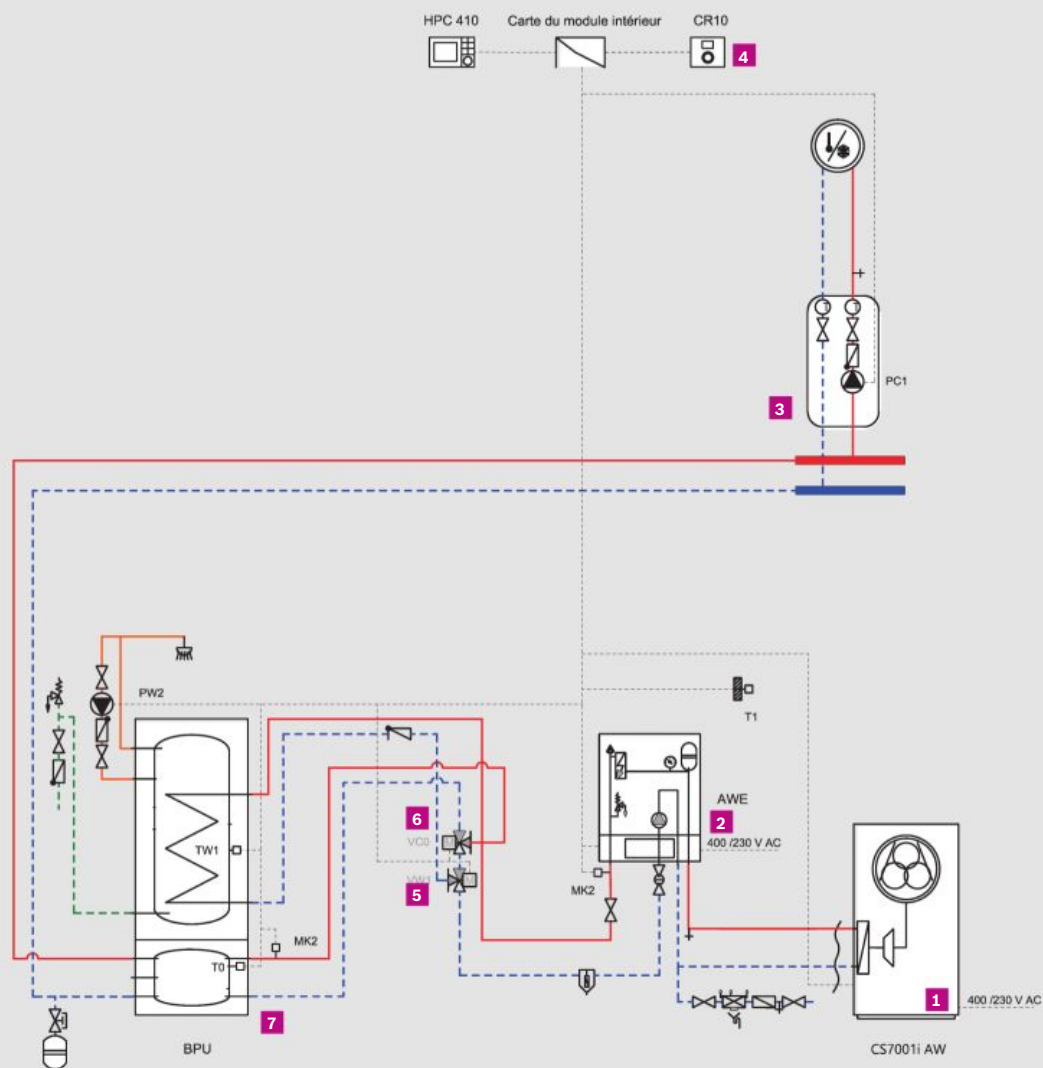 HPC 410
Carte du module intérieur
CR10
4
T
T
PC1
3
PW2
T1
AWE
2
400 /230 V AC
6
VC0
M
TW1
VW1
M
5
MK2
MK2
T0
1
400 /230 V AC
7
BPU
CS7001i AW